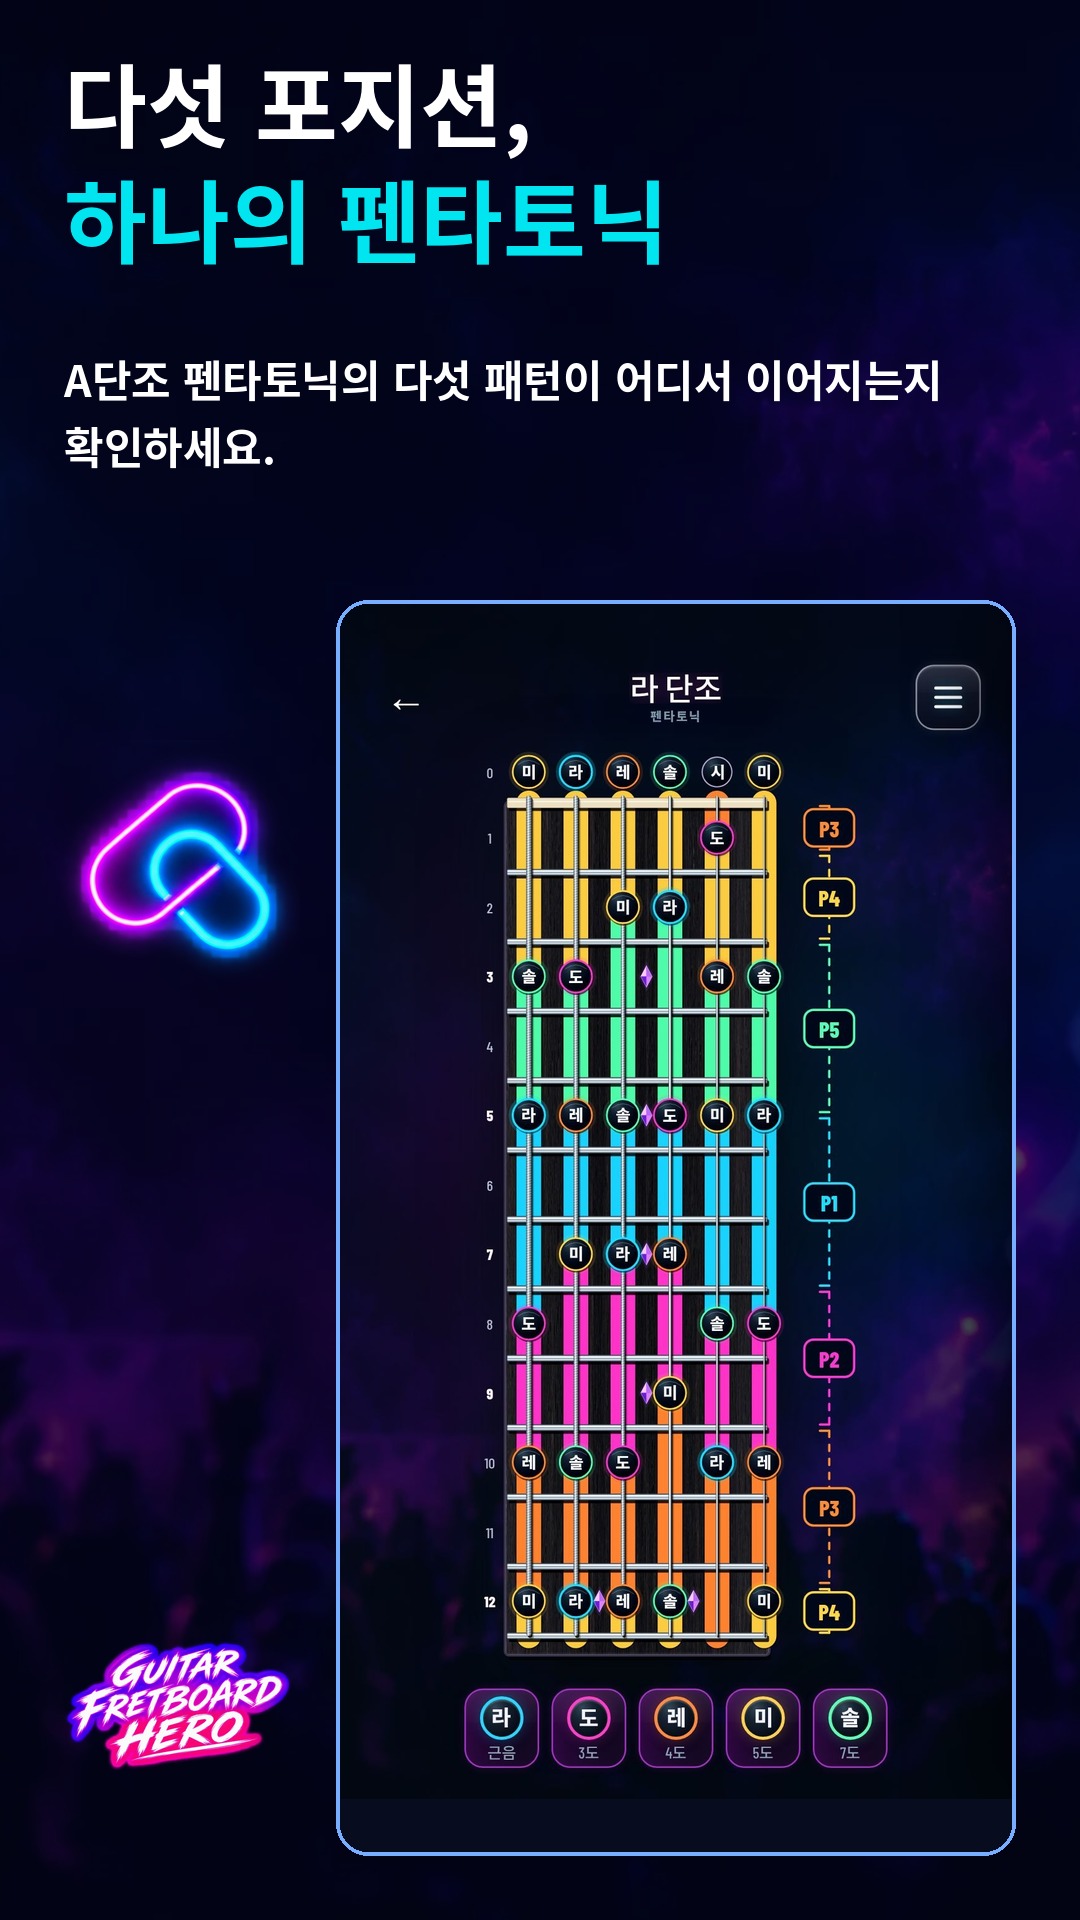 다섯 포지션,
하나의 펜타토닉
A단조 펜타토닉의 다섯 패턴이 어디서 이어지는지
확인하세요.
←
라 단조
펜타토닉
0 미 라 레 솔 시 미
1 도
P3
2 미 라
P4
3 솔 도 레 솔
4
P5
5 라 레 솔 도 미 라
6
P1
7 미 라 레
8 도 솔 도
P2
9 미
10 레 솔 도 라 레
P3
11
12 미 라 레 솔 미
P4
라 도 레 미 솔
근음 3도 4도 5도 7도
GUITAR
FRETBOARD
HERO